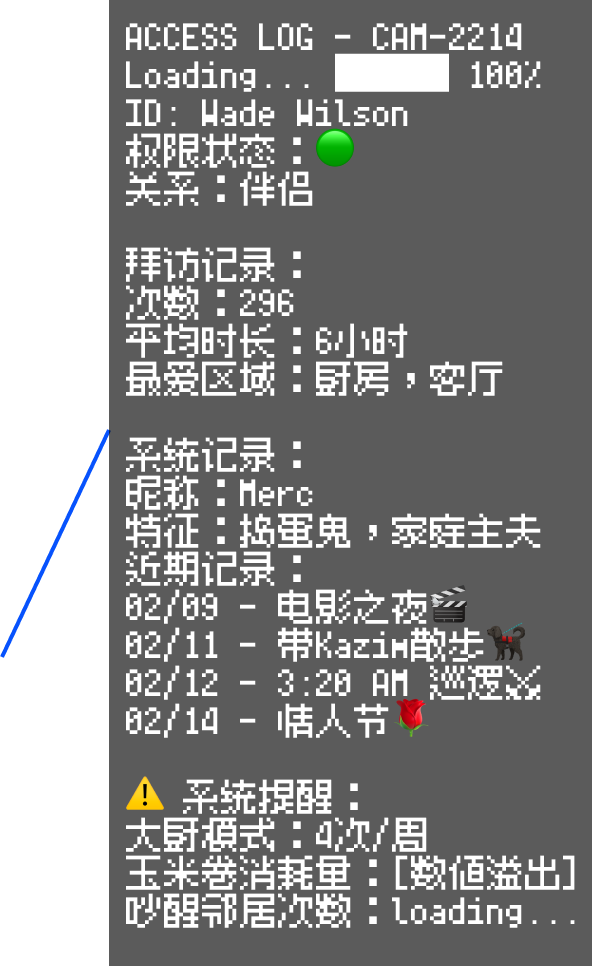 ACCESS LOG - CAM-2214
Loading... 100%
ID: Wade Wilson
权限状态：🟢
关系：伴侣
拜访记录：
次数：296
平均时长：6小时
最爱区域：厨房，客厅
系统记录：
昵称：Merc
特征：捣蛋鬼，家庭主夫
近期记录：
02/09 - 电影之夜🎬
02/11 - 带Kazim散步🐕‍🦺
02/12 - 3:20 AM 巡逻⚔
02/14 - 情人节🌹
⚠️ 系统提醒：
大厨模式：4次/周
玉米卷消耗量：[数值溢出]
吵醒邻居次数：loading...